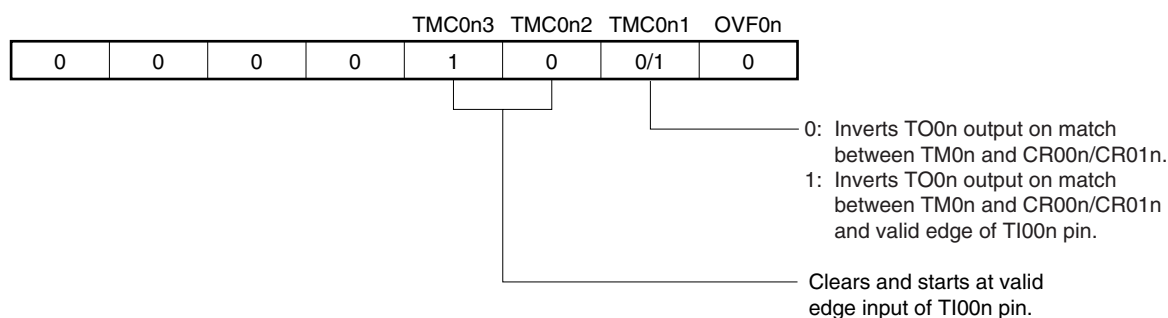 TMC0n3 TMC0n2 TMC0n1 OVF0n
0 0 0 0 1 0 0/1 0
0: Inverts TO0n output on match
between TM0n and CR00n/CR01n.
1: Inverts TO0n output on match
between TM0n and CR00n/CR01n
and valid edge of TI00n pin.
Clears and starts at valid
edge input of TI00n pin.